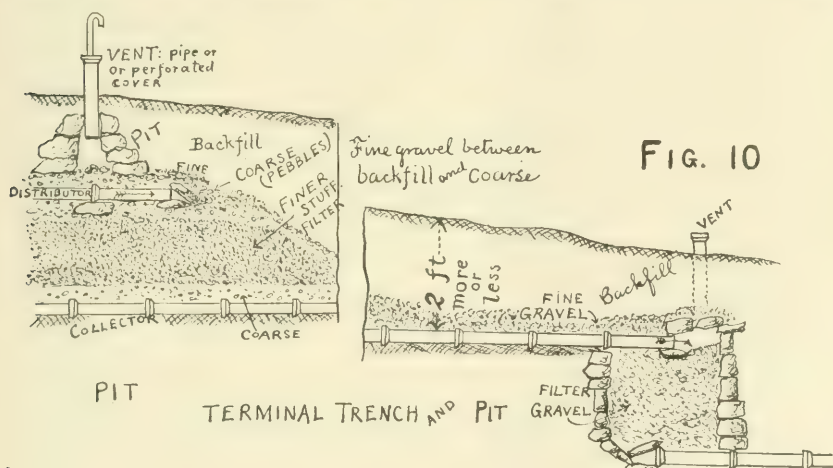 VENT: pipe or
or perforated
COVER
PIT
Backfill
FINE
COARSE
(PEBBLES)
DISTRIBUTOR
FINER
STUFF
FILTER
COLLECTOR
COARSE
PIT
Fine gravel between
backfill and Coarse
FIG. 10
VENT
2 ft
more
or
less
Backfill
FINE
GRAVEL
FILTER
GRAVEL
TERMINAL TRENCH AND PIT